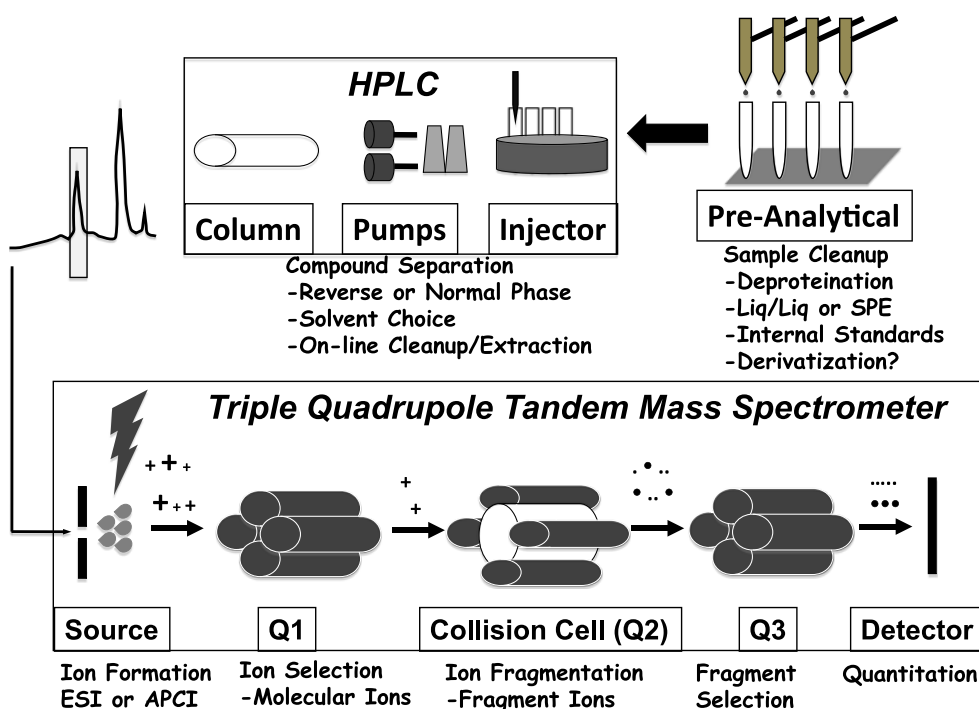 HPLC
Column
Pumps
Injector
Compound Separation
-Reverse or Normal Phase
-Solvent Choice
-On-line Cleanup/Extraction
Pre-Analytical
Sample Cleanup
-Deproteination
-Liq/Liq or SPE
-Internal Standards
-Derivatization?
Triple Quadrupole Tandem Mass Spectrometer
Source
Ion Formation
ESI or APCI
Q1
Ion Selection
-Molecular Ions
Collision Cell (Q2)
Ion Fragmentation
-Fragment Ions
Q3
Fragment
Selection
Detector
Quantitation